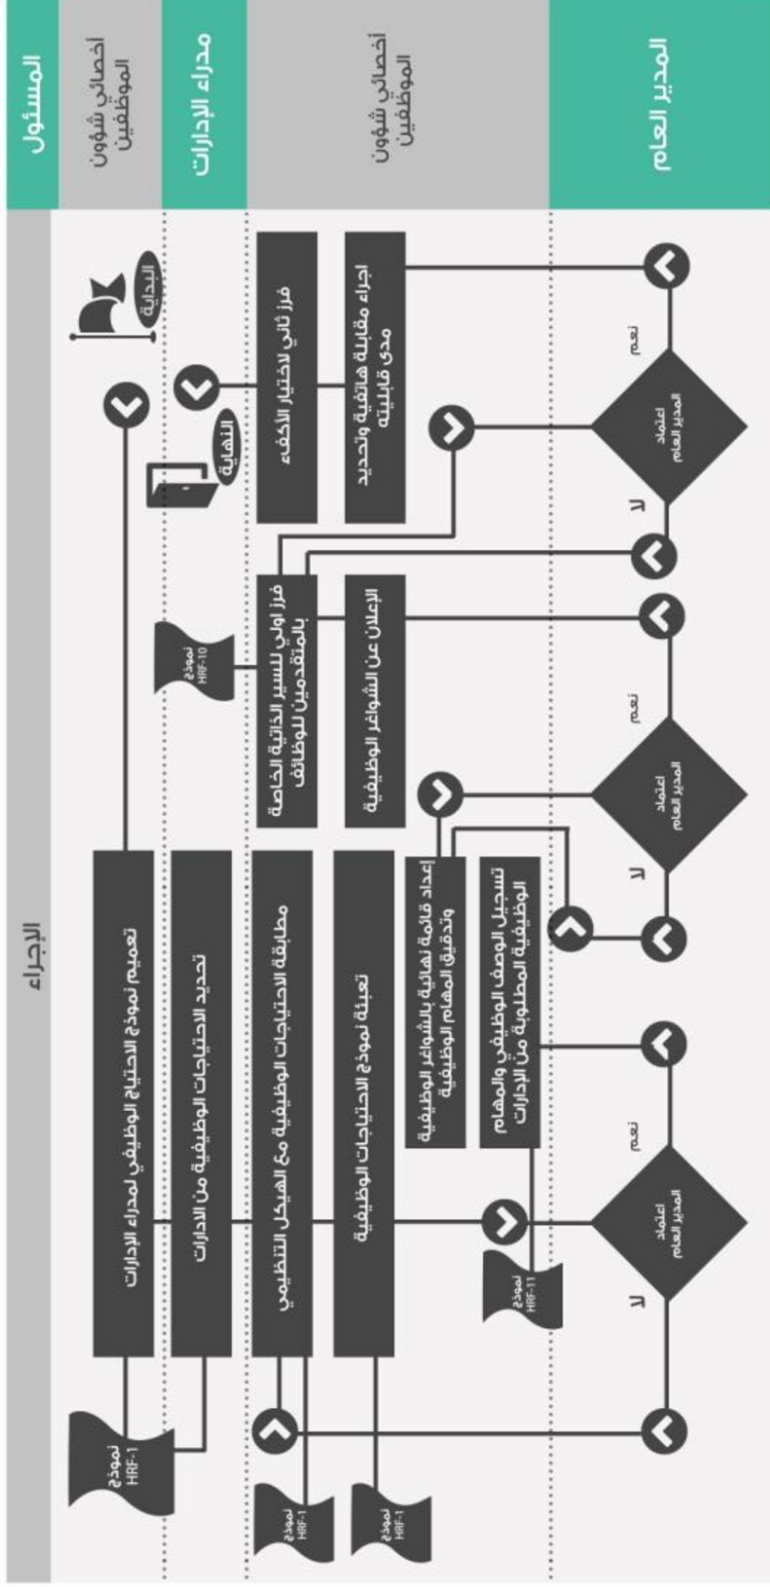 المسئول
الإجراء
أخصائي شؤون
الموظفين
البداية
تعميم نموذج الاحتياج الوظيفي لمدراء الإدارات
نموذج
HRF-1
مدراء الإدارات
النهاية
نموذج
HRF-10
تحديد الاحتياجات الوظيفية من الادارات
أخصائي شؤون
الموظفين
فرز ثاني لاختيار الأكفاء
فرز اولي للسير الذاتية الخاصة
بالمتقدمين للوظائف
مطابقة الاحتياجات الوظيفية مع الهيكل التنظيمي
نموذج
HRF-1
اجراء مقابلة هاتفية وتحديد
مدى قابليته
الإعلان عن الشواغر الوظيفية
تعبئة نموذج الاحتياجات الوظيفية
نموذج
HRF-1
إعداد قائمة نهائية بالشواغر الوظيفية
وتدقيق المهام الوظيفية
تسجيل الوصف الوظيفي والمهام
الوظيفية المطلوبة من الإدارات
نموذج
HRF-11
المدير العام
نعم
اعتماد
المدير العام
لا
نعم
اعتماد
المدير العام
لا
نعم
اعتماد
المدير العام
لا